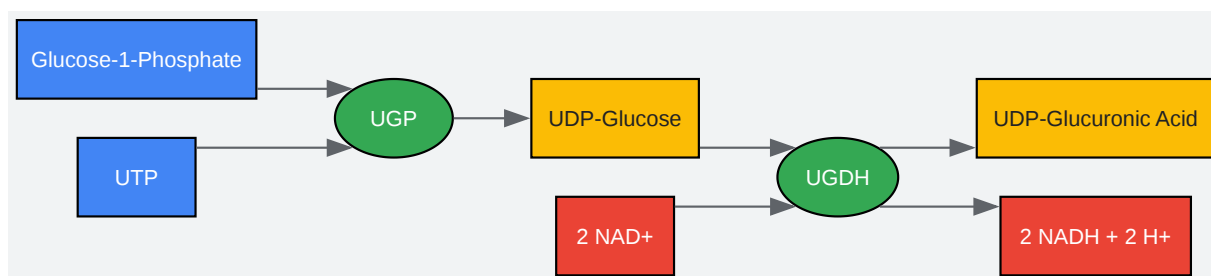 Glucose-1-Phosphate
UTP
UGP
UDP-Glucose
2 NAD+
UGDH
UDP-Glucuronic Acid
2 NADH + 2 H+